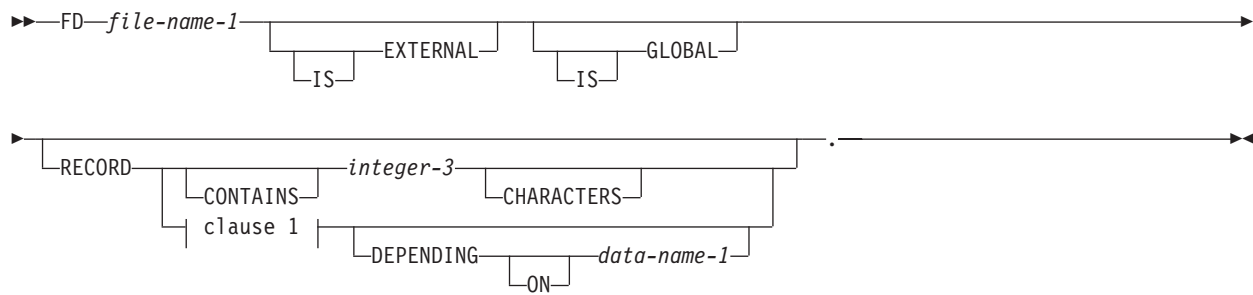 FD file-name-1
EXTERNAL
GLOBAL
IS
IS
.
RECORD
integer-3
CONTAINS
CHARACTERS
clause 1
DEPENDING
data-name-1
ON